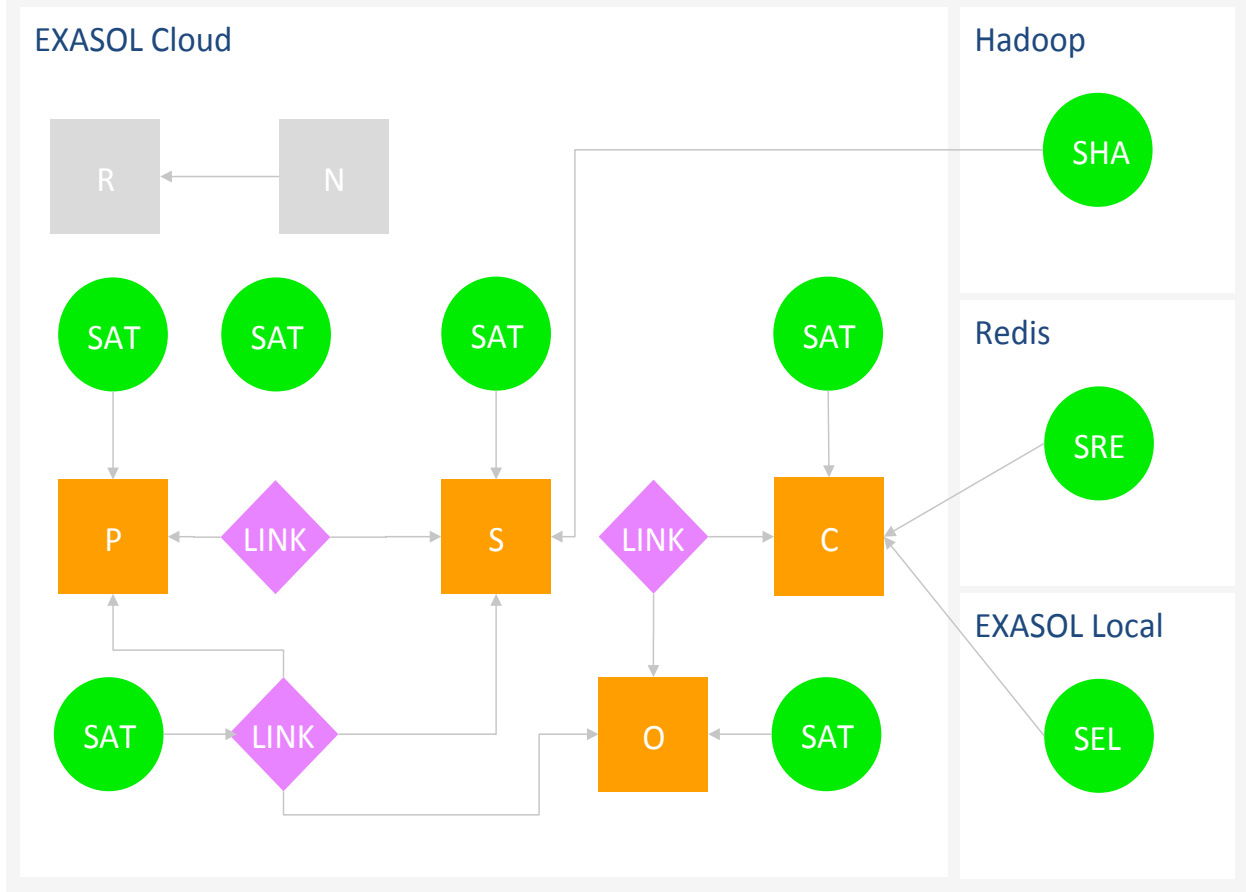 EXASOL Cloud
Hadoop
SHA
R
N
SAT
SAT
SAT
SAT
Redis
SRE
P
LINK
S
LINK
C
EXASOL Local
SAT
LINK
O
SAT
SEL